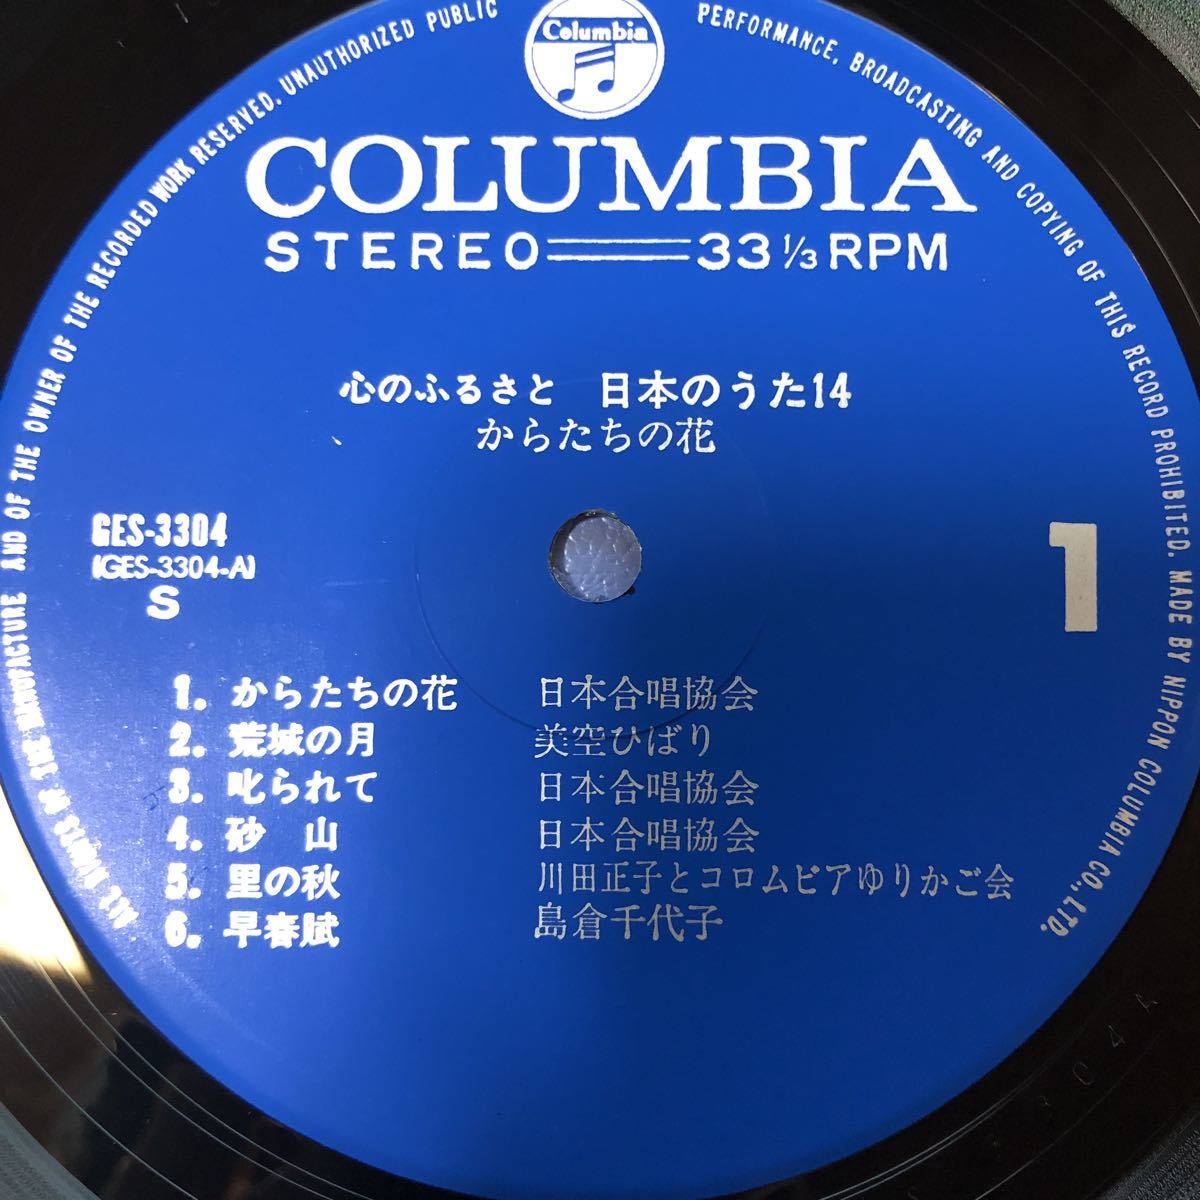 Columbia
COLUMBIA
STEREO 33 1/3 RPM
心のふるさと 日本のうた14
からたちの花
GES-3304
(GES-3304-A)
S
1
1. からたちの花 日本合唱協会
2. 荒城の月 美空ひばり
3. 叱られて 日本合唱協会
4. 砂 山 日本合唱協会
5. 里の秋 川田正子とコロムビアゆりかご会
6. 早春賦 島倉千代子
ALL RIGHTS OF THE MANUFACTURE AND OF THE OWNER OF THE RECORDED WORK RESERVED. UNAUTHORIZED PUBLIC PERFORMANCE, BROADCASTING AND COPYING OF THIS RECORD PROHIBITED. MADE BY NIPPON COLUMBIA CO., LTD.